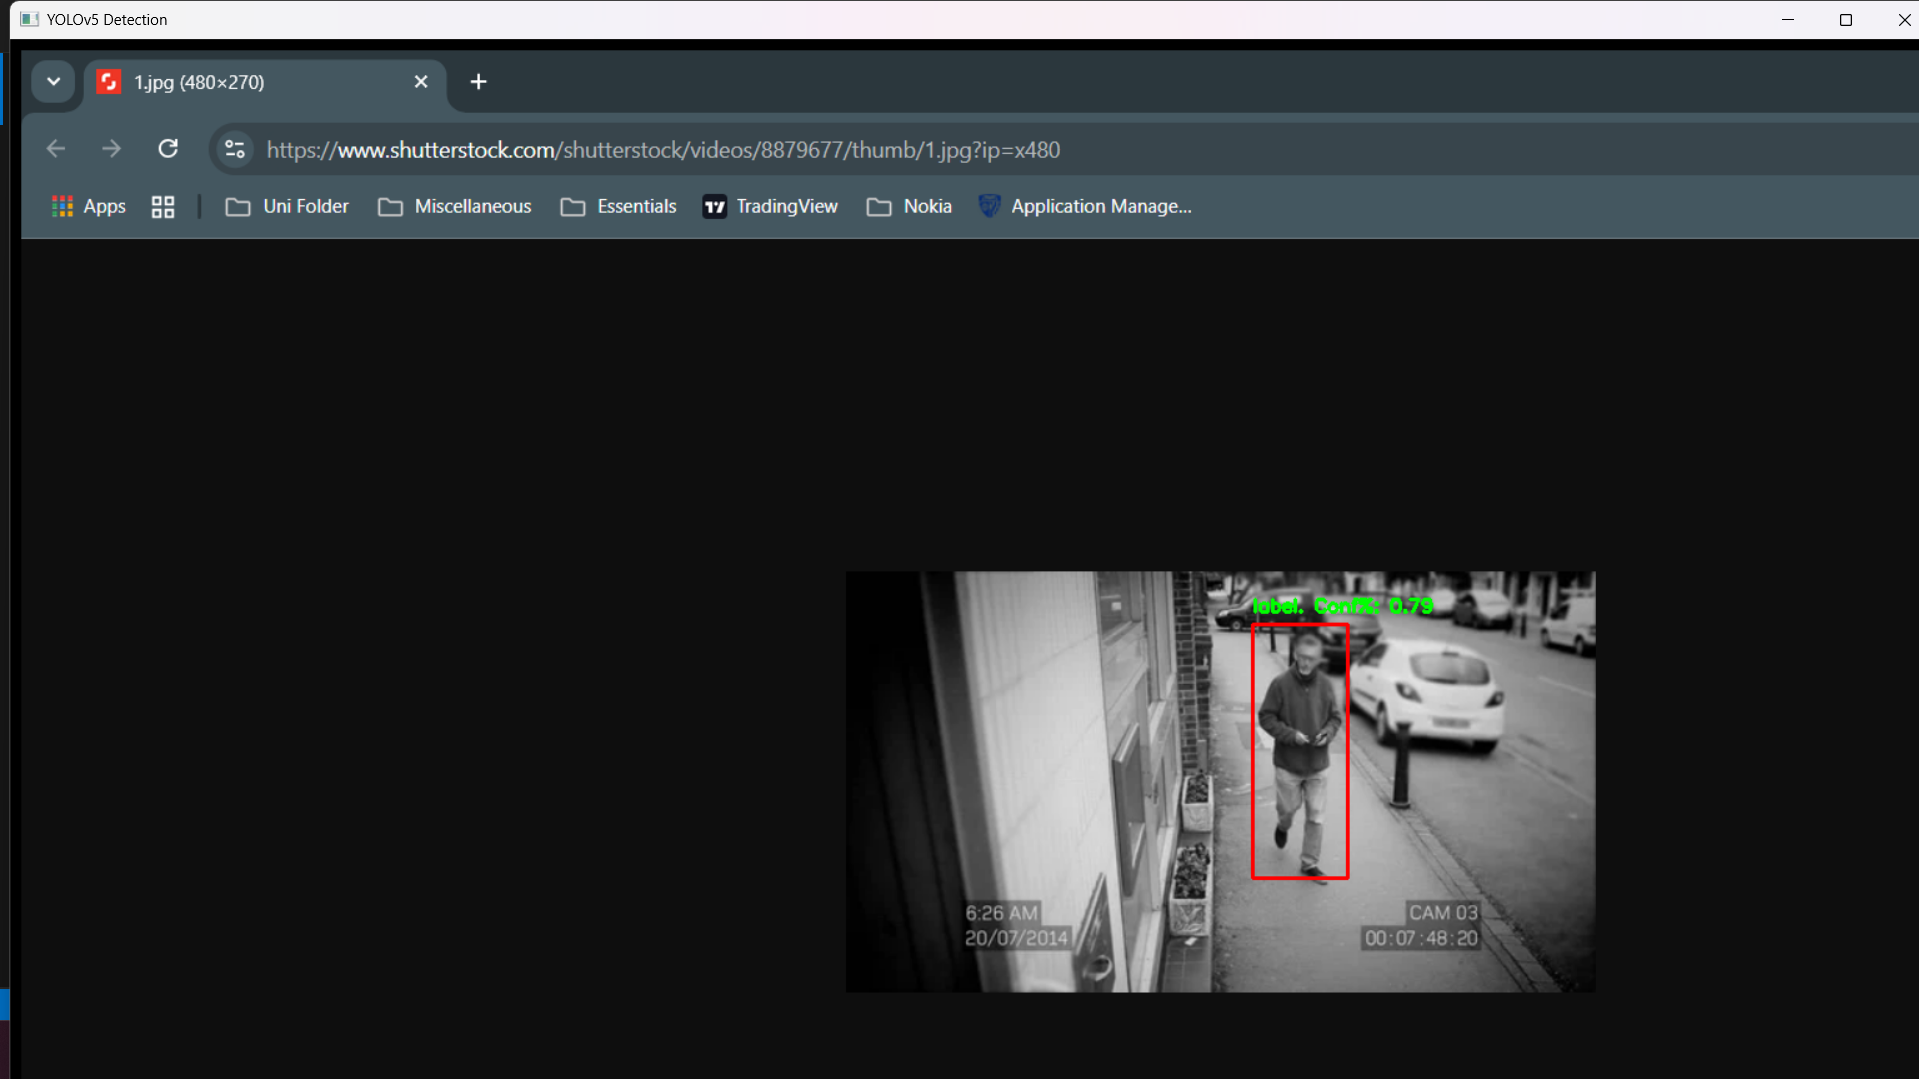 YOLOv5 Detection
1.jpg (480×270)
https://www.shutterstock.com/shutterstock/videos/8879677/thumb/1.jpg?ip=x480
Apps
Uni Folder
Miscellaneous
Essentials
TradingView
Nokia
Application Manage...
label. Conf%: 0.79
6:26 AM
20/07/2014
CAM 03
00:07:48:20